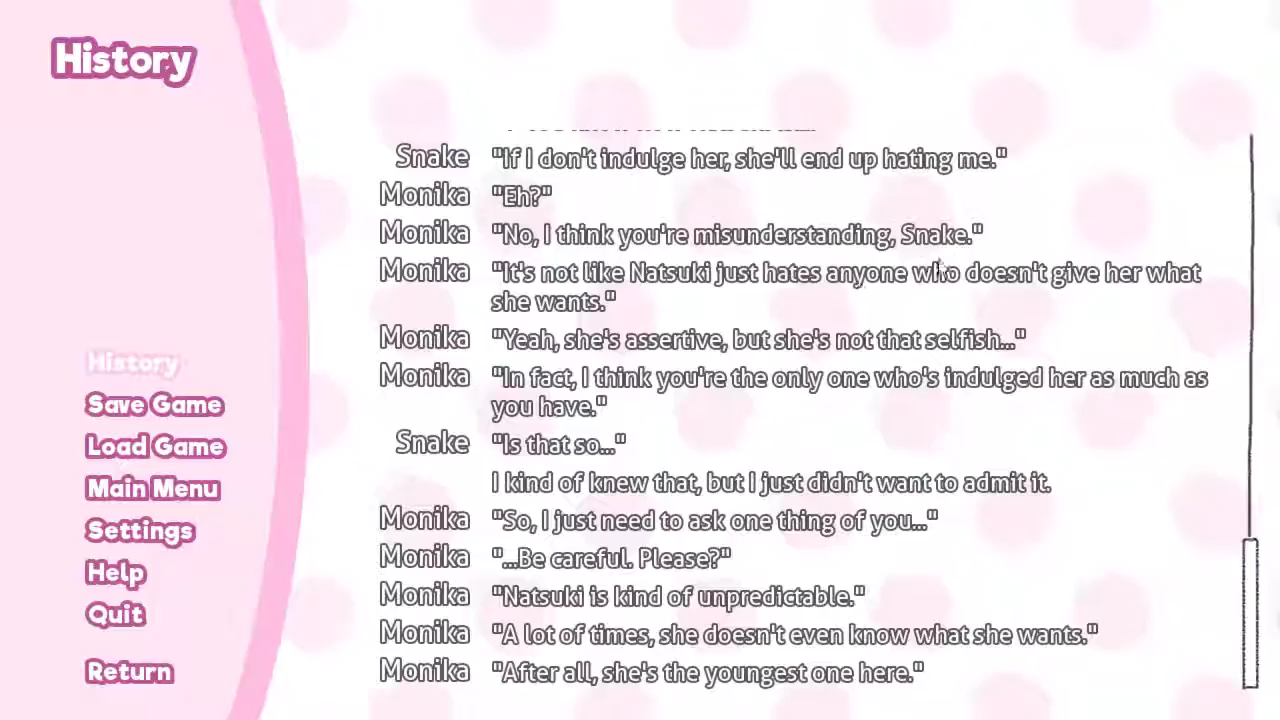 History
Snake "If I don't indulge her, she'll end up hating me."
Monika "Eh?"
Monika "No, I think you're misunderstanding, Snake."
Monika "It's not like Natsuki just hates anyone who doesn't give her what
she wants."
Monika "Yeah, she's assertive, but she's not that selfish..."
Monika "In fact, I think you're the only one who's indulged her as much as
you have."
Snake "Is that so..."
I kind of knew that, but I just didn't want to admit it.
Monika "So, I just need to ask one thing of you..."
Monika "...Be careful. Please?"
Monika "Natsuki is kind of unpredictable."
Monika "A lot of times, she doesn't even know what she wants."
Monika "After all, she's the youngest one here."
History
Save Game
Load Game
Main Menu
Settings
Help
Quit
Return